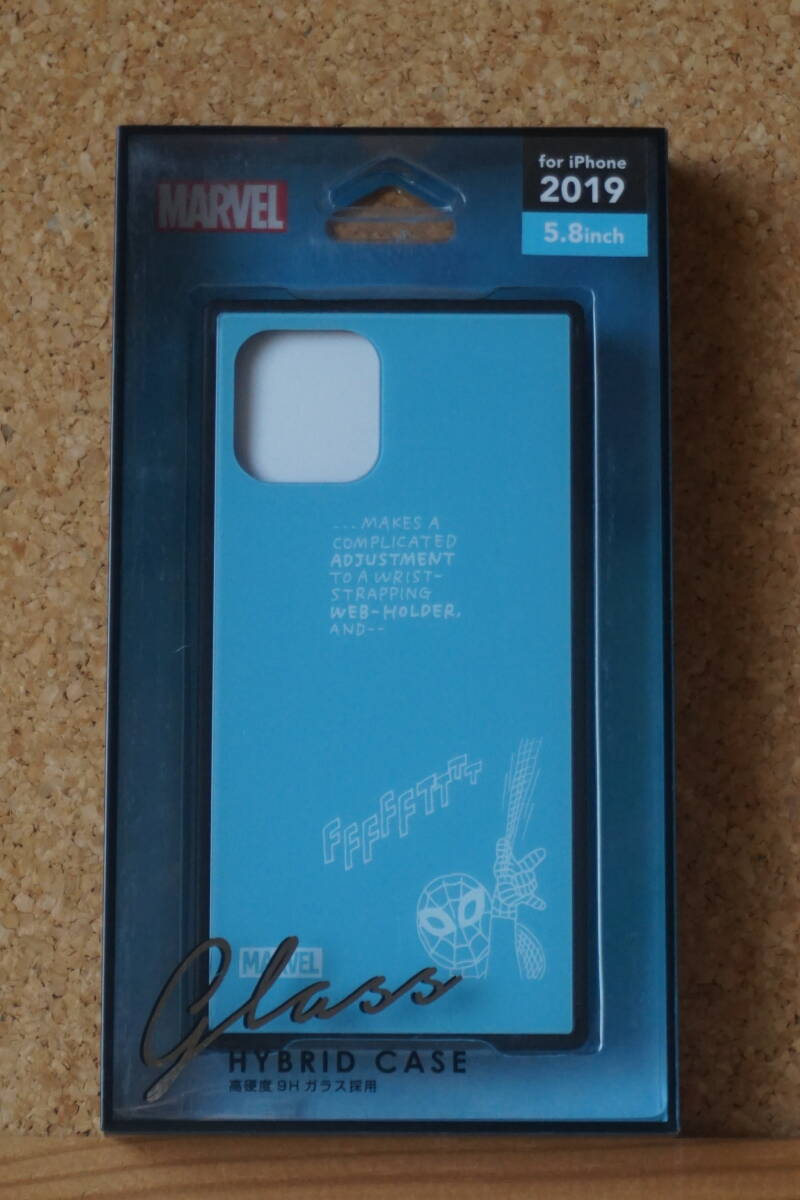 MARVEL
for iPhone
2019
5.8inch
...MAKES A
COMPLICATED
ADJUSTMENT
TO A WRIST-
STRAPPING
WEB-HOLDER,
AND--
FFFFFTTTTT
MARVEL
Glass
HYBRID CASE
高硬度 9H ガラス採用